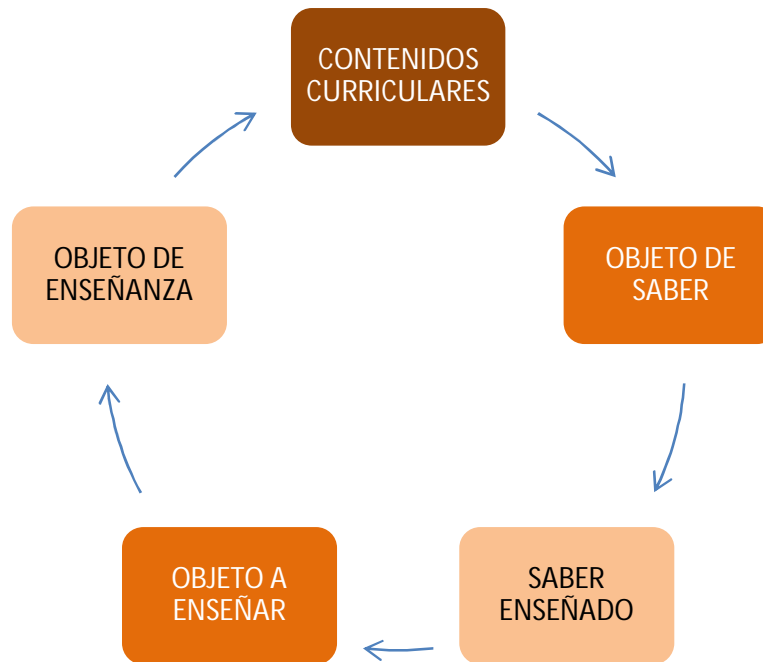 CONTENIDOS
CURRICULARES
OBJETO DE
SABER
SABER
ENSEÑADO
OBJETO A
ENSEÑAR
OBJETO DE
ENSEÑANZA